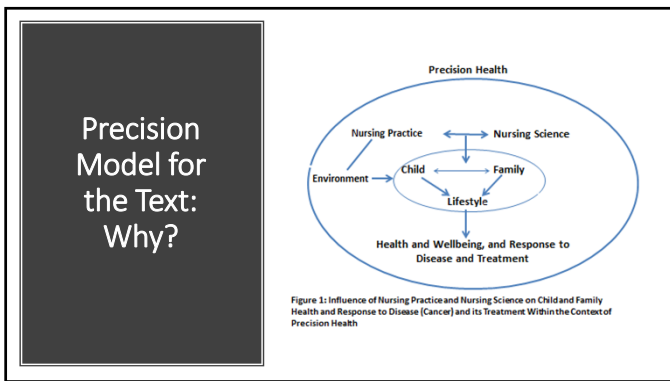 Precision
Model for
the Text:
Why?
Precision Health
Nursing Practice
Nursing Science
Child
Family
Environment
Lifestyle
Health and Wellbeing, and Response to
Disease and Treatment
Figure 1: Influence of Nursing Practice and Nursing Science on Child and Family
Health and Response to Disease (Cancer) and its Treatment Within the Context of
Precision Health